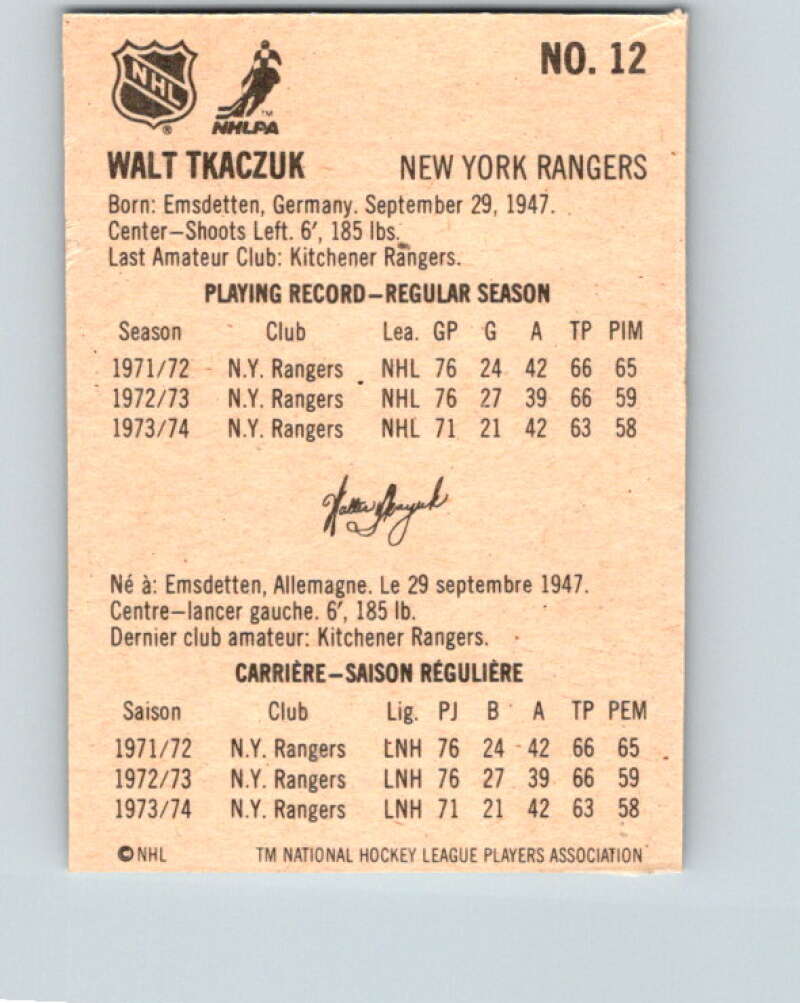 NHL
®
NHLPA
TM
NO. 12
WALT TKACZUK NEW YORK RANGERS
Born: Emsdetten, Germany. September 29, 1947.
Center—Shoots Left. 6′, 185 lbs.
Last Amateur Club: Kitchener Rangers.
PLAYING RECORD—REGULAR SEASON
Season Club Lea. GP G A TP PIM
1971/72 N.Y. Rangers NHL 76 24 42 66 65
1972/73 N.Y. Rangers NHL 76 27 39 66 59
1973/74 N.Y. Rangers NHL 71 21 42 63 58
Walter Tkaczuk
Né à: Emsdetten, Allemagne. Le 29 septembre 1947.
Centre—lancer gauche. 6′, 185 lb.
Dernier club amateur: Kitchener Rangers.
CARRIÈRE—SAISON RÉGULIÈRE
Saison Club Lig. PJ B A TP PEM
1971/72 N.Y. Rangers LNH 76 24 42 66 65
1972/73 N.Y. Rangers LNH 76 27 39 66 59
1973/74 N.Y. Rangers LNH 71 21 42 63 58
© NHL TM NATIONAL HOCKEY LEAGUE PLAYERS ASSOCIATION